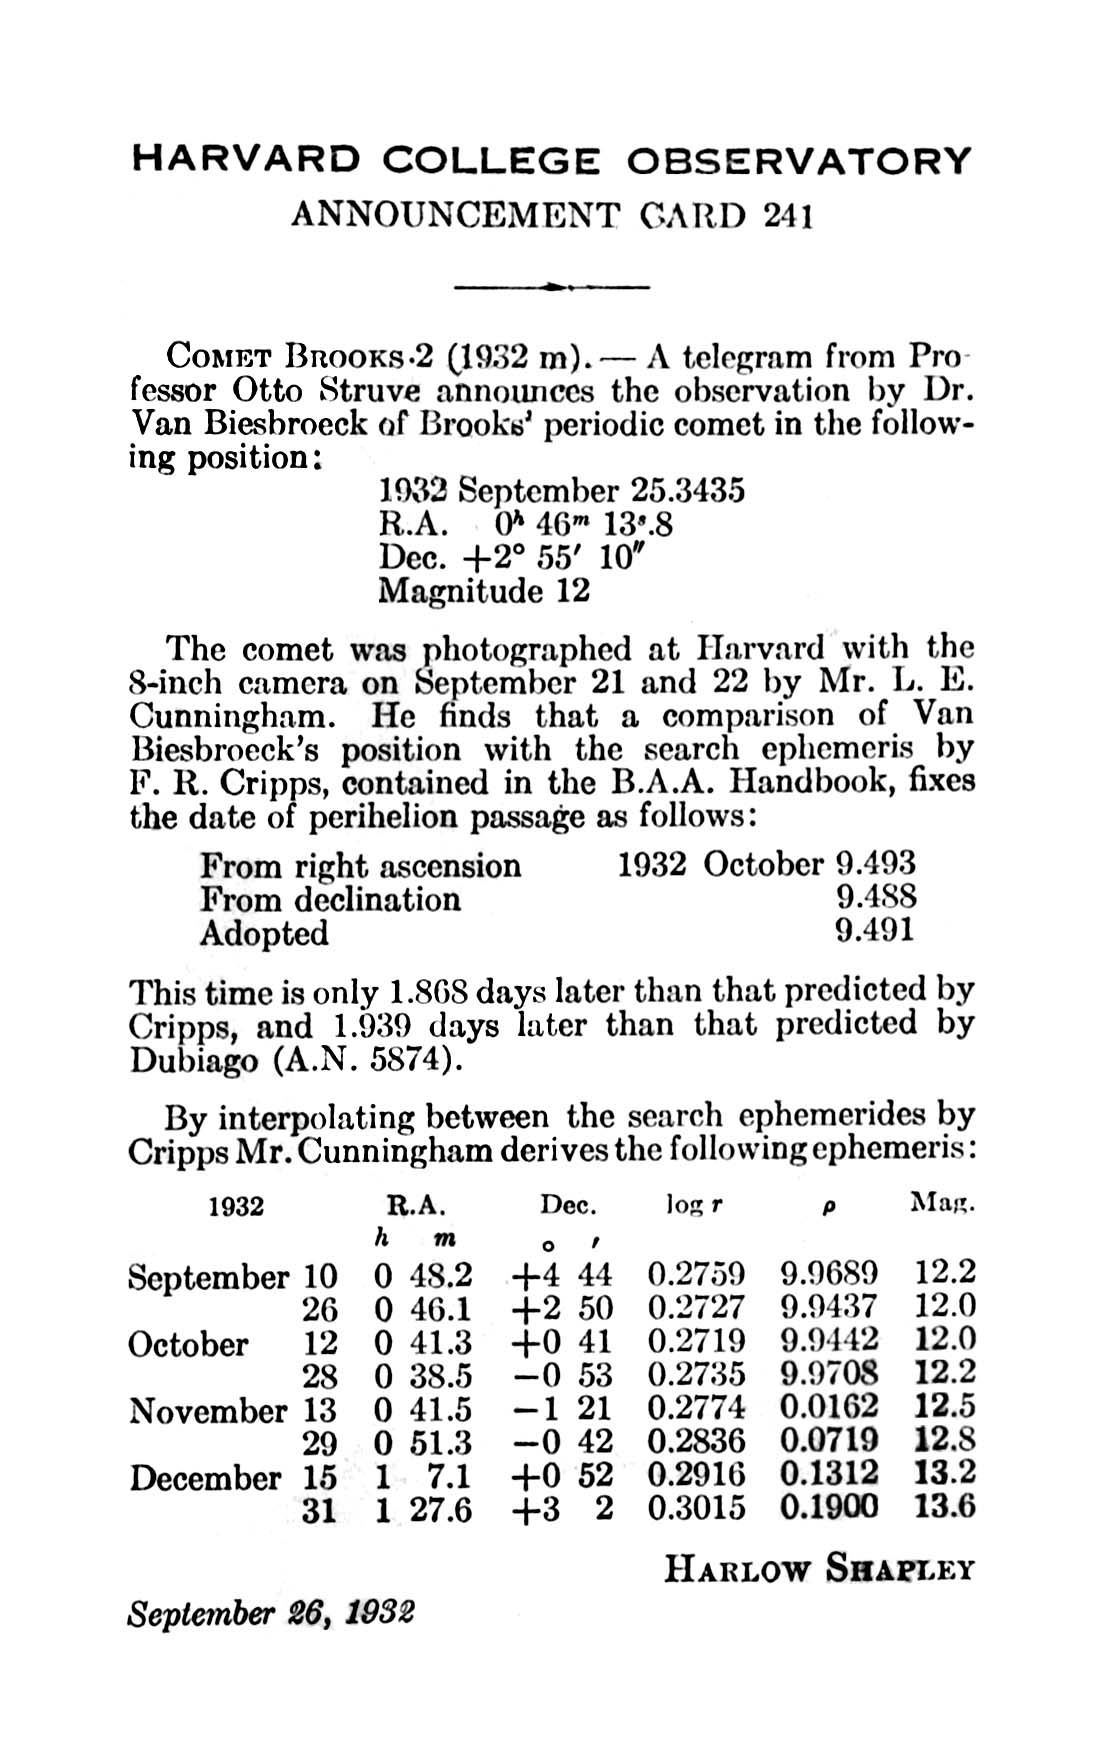 HARVARD COLLEGE OBSERVATORY
ANNOUNCEMENT CARD 241
COMET BROOKS 2 (1932 m). — A telegram from Pro-
fessor Otto Struve announces the observation by Dr.
Van Biesbroeck of Brooks' periodic comet in the follow-
ing position:
1932 September 25.3435
R.A. 0ʰ 46ᵐ 13ˢ.8
Dec. +2° 55′ 10″
Magnitude 12
The comet was photographed at Harvard with the
8-inch camera on September 21 and 22 by Mr. L. E.
Cunningham. He finds that a comparison of Van
Biesbroeck's position with the search ephemeris by
F. R. Cripps, contained in the B.A.A. Handbook, fixes
the date of perihelion passage as follows:
From right ascension 1932 October 9.493
From declination 9.488
Adopted 9.491
This time is only 1.868 days later than that predicted by
Cripps, and 1.939 days later than that predicted by
Dubiago (A.N. 5874).
By interpolating between the search ephemerides by
Cripps Mr. Cunningham derives the following ephemeris:
1932 R.A. Dec. log r ρ Mag.
h m ° ′
September 10 0 48.2 +4 44 0.2759 9.9689 12.2
26 0 46.1 +2 50 0.2727 9.9437 12.0
October 12 0 41.3 +0 41 0.2719 9.9442 12.0
28 0 38.5 −0 53 0.2735 9.9708 12.2
November 13 0 41.5 −1 21 0.2774 0.0162 12.5
29 0 51.3 −0 42 0.2836 0.0719 12.8
December 15 1 7.1 +0 52 0.2916 0.1312 13.2
31 1 27.6 +3 2 0.3015 0.1900 13.6
HARLOW SHAPLEY
September 26, 1932